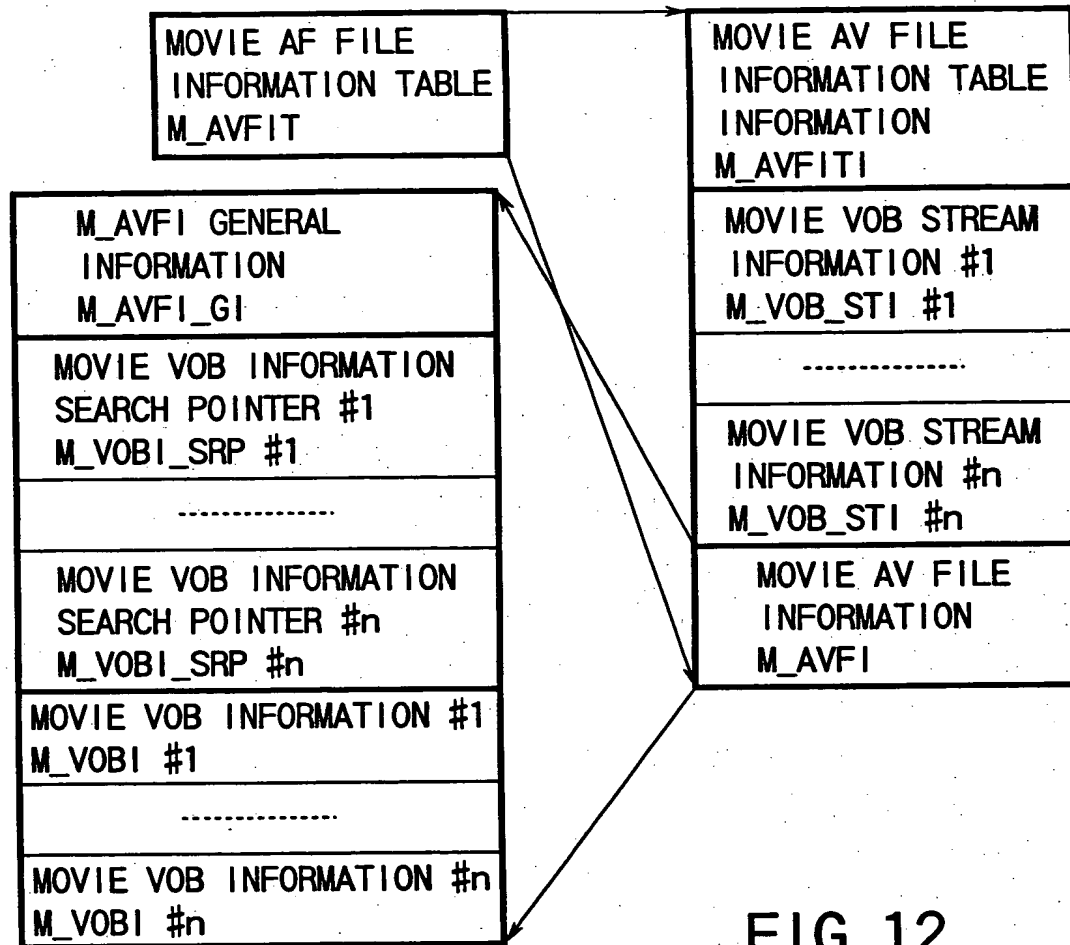 MOVIE AF FILE
INFORMATION TABLE
M_AVFIT
MOVIE AV FILE
INFORMATION TABLE
INFORMATION
M_AVFITI
MOVIE VOB STREAM
INFORMATION #1
M_VOB_STI #1
---------------
MOVIE VOB STREAM
INFORMATION #n
M_VOB_STI #n
MOVIE AV FILE
INFORMATION
M_AVFI
M_AVFI GENERAL
INFORMATION
M_AVFI_GI
MOVIE VOB INFORMATION
SEARCH POINTER #1
M_VOBI_SRP #1
---------------
MOVIE VOB INFORMATION
SEARCH POINTER #n
M_VOBI_SRP #n
MOVIE VOB INFORMATION #1
M_VOBI #1
---------------
MOVIE VOB INFORMATION #n
M_VOBI #n
FIG. 12